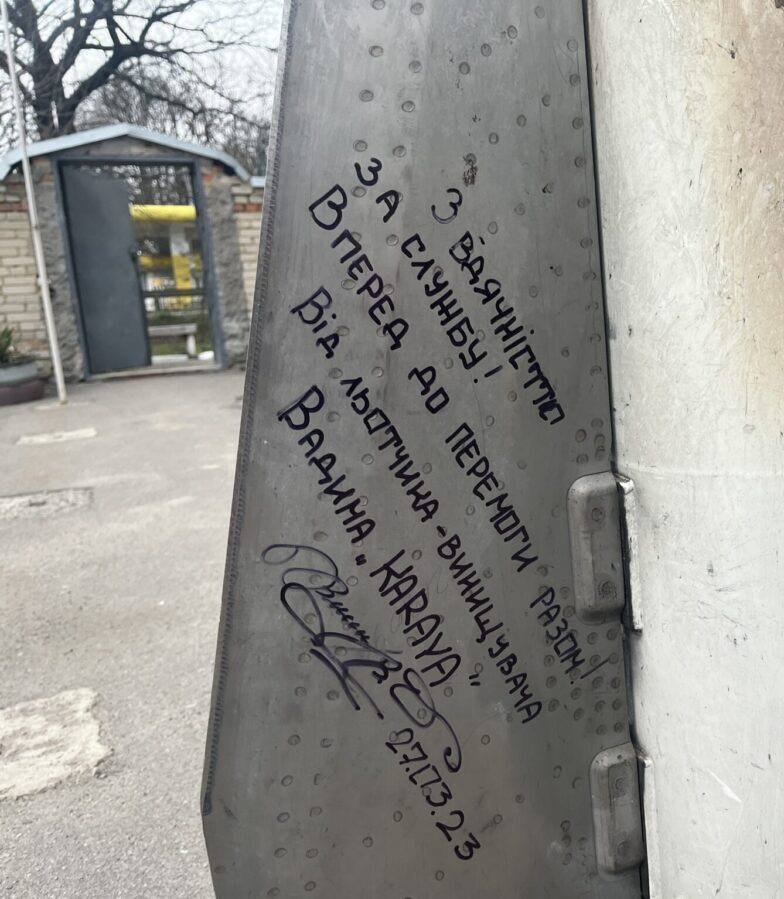 З ВДЯЧНІСТЮ
ЗА СЛУЖБУ!
ВПЕРЕД ДО ПЕРЕМОГИ РАЗОМ!
ВІД ЛЬОТЧИКА-ВИНИЩУВАЧА
ВАДИМА „KARAYA„
27.03.23